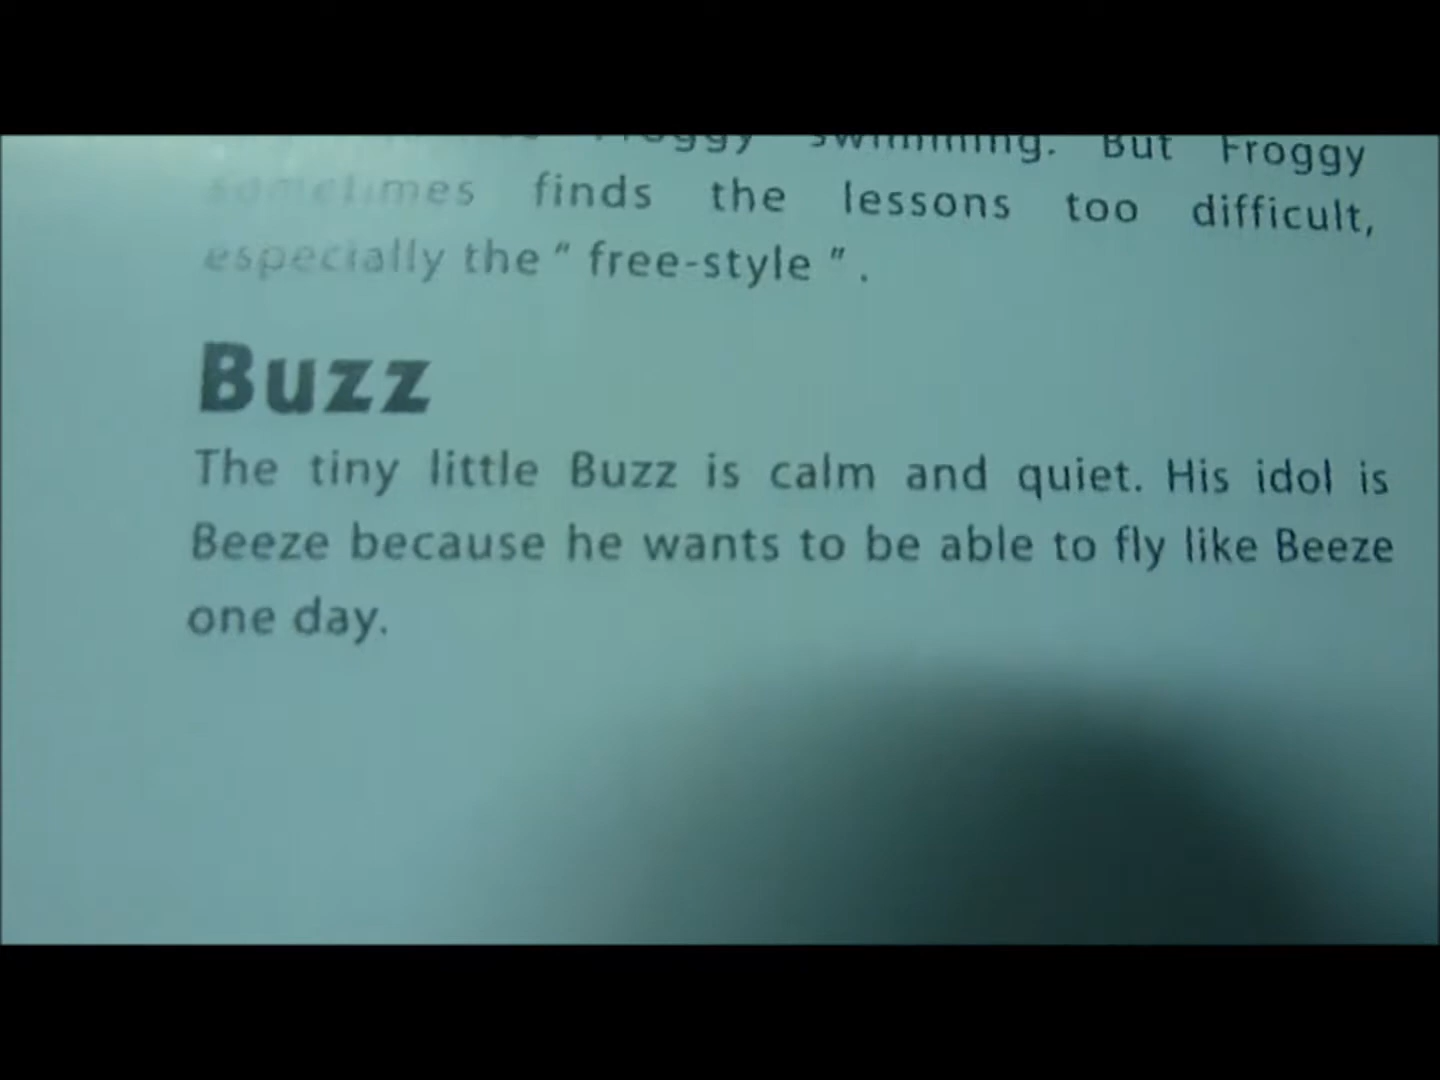 Froggy swimming. But Froggy
sometimes finds the lessons too difficult,
especially the " free-style " .
Buzz
The tiny little Buzz is calm and quiet. His idol is
Beeze because he wants to be able to fly like Beeze
one day.